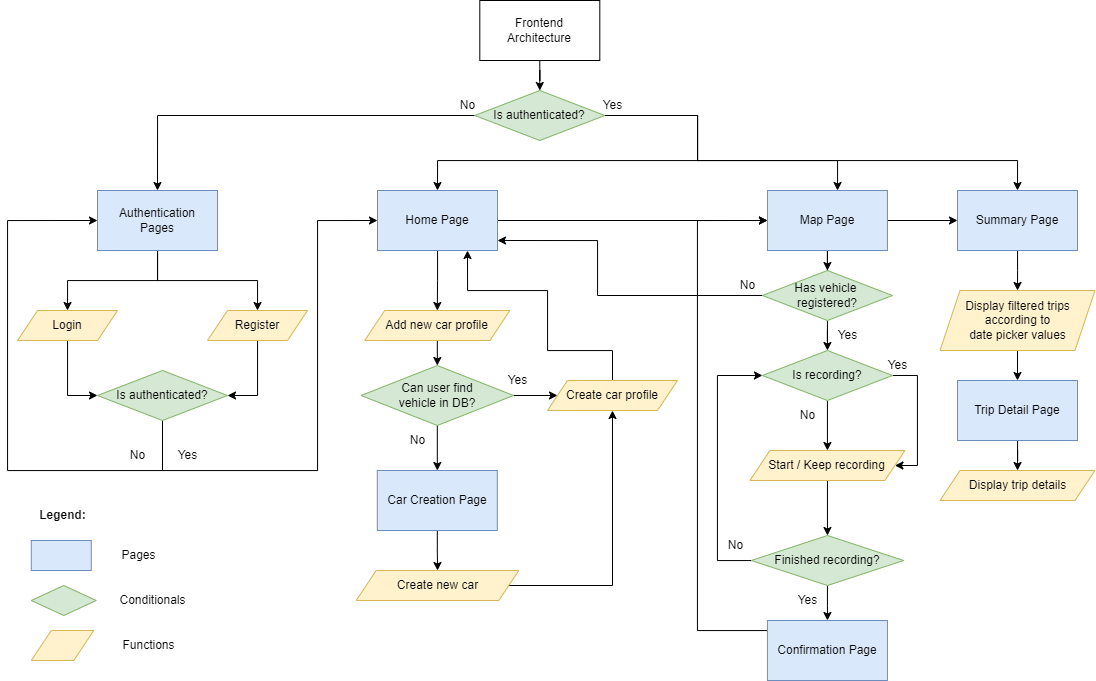 Frontend
Architecture
No
Is authenticated?
Yes
Authentication
Pages
Home Page
Map Page
Summary Page
No
Has vehicle
registered?
Yes
Login
Register
Add new car profile
Display filtered trips
according to
date picker values
Is authenticated?
No
Yes
Can user find
vehicle in DB?
Yes
Create car profile
No
Is recording?
Yes
No
Trip Detail Page
Start / Keep recording
Display trip details
Car Creation Page
Create new car
No
Finished recording?
Yes
Confirmation Page
Legend:
Pages
Conditionals
Functions